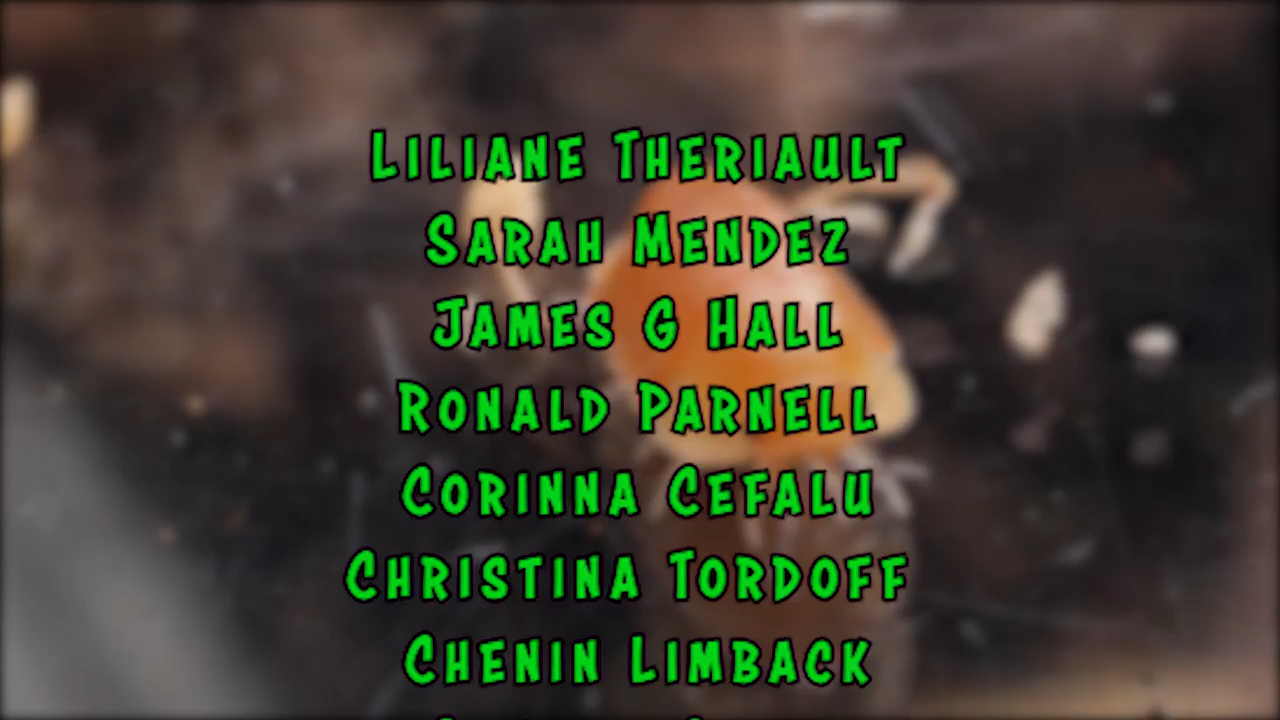 Liliane Theriault
Sarah Mendez
James G Hall
Ronald Parnell
Corinna Cefalu
Christina Tordoff
Chenin Limback